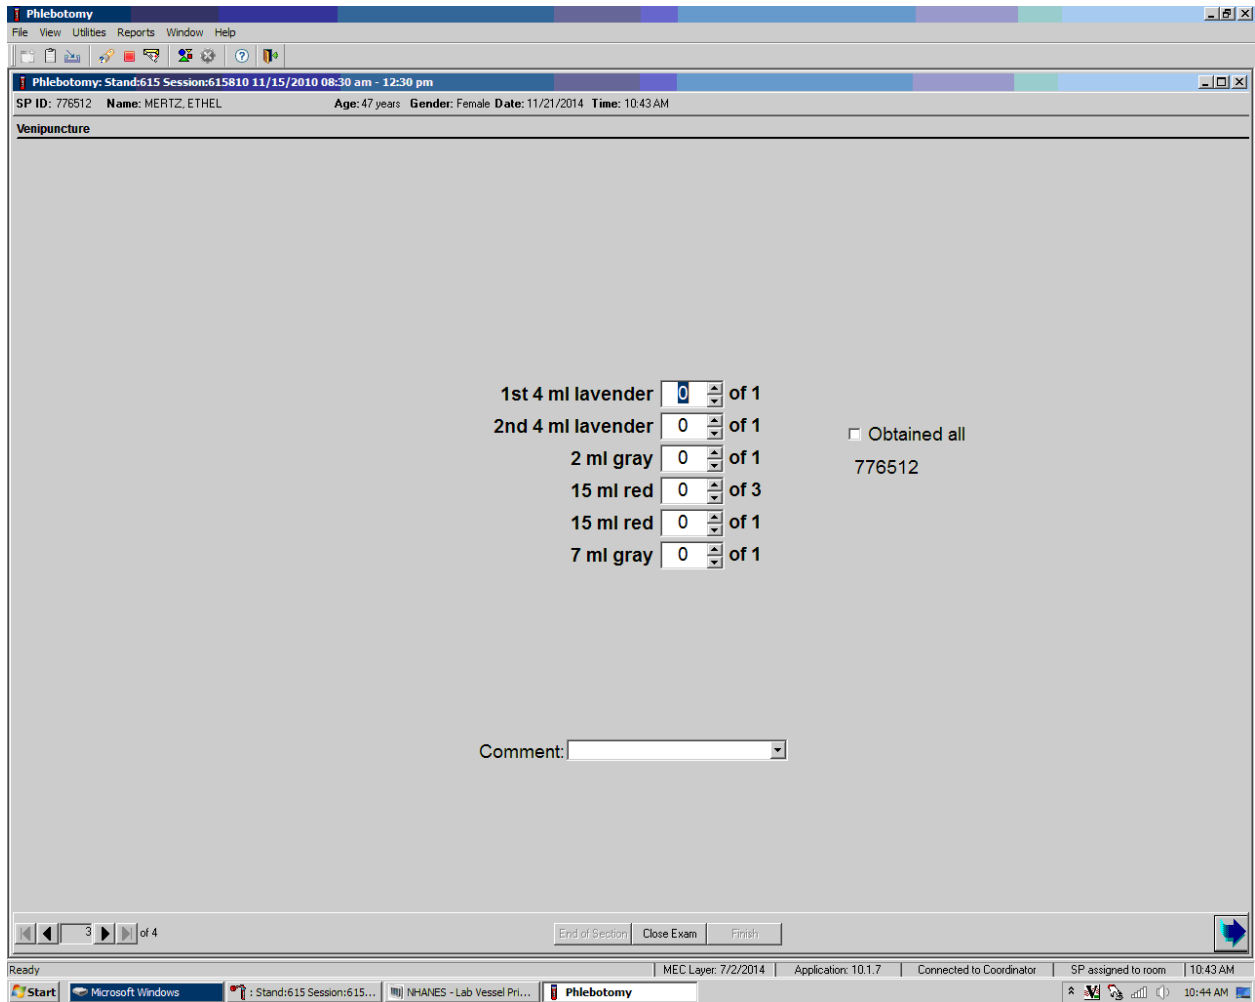 Phlebotomy
File View Utilities Reports Window Help
Phlebotomy: Stand:615 Session:615810 11/15/2010 08:30 am - 12:30 pm
SP ID: 776512 Name: MERTZ, ETHEL Age: 47 years Gender: Female Date: 11/21/2014 Time: 10:43 AM
Venipuncture
1st 4 ml lavender 0 of 1
2nd 4 ml lavender 0 of 1
Obtained all
2 ml gray 0 of 1
776512
15 ml red 0 of 3
15 ml red 0 of 1
7 ml gray 0 of 1
Comment:
3 of 4 End of Section Close Exam Finish
Ready MEC Layer: 7/2/2014 Application: 10.1.7 Connected to Coordinator SP assigned to room 10:43 AM
Start Microsoft Windows : Stand:615 Session:615... NHANES - Lab Vessel Pri... Phlebotomy 10:44 AM